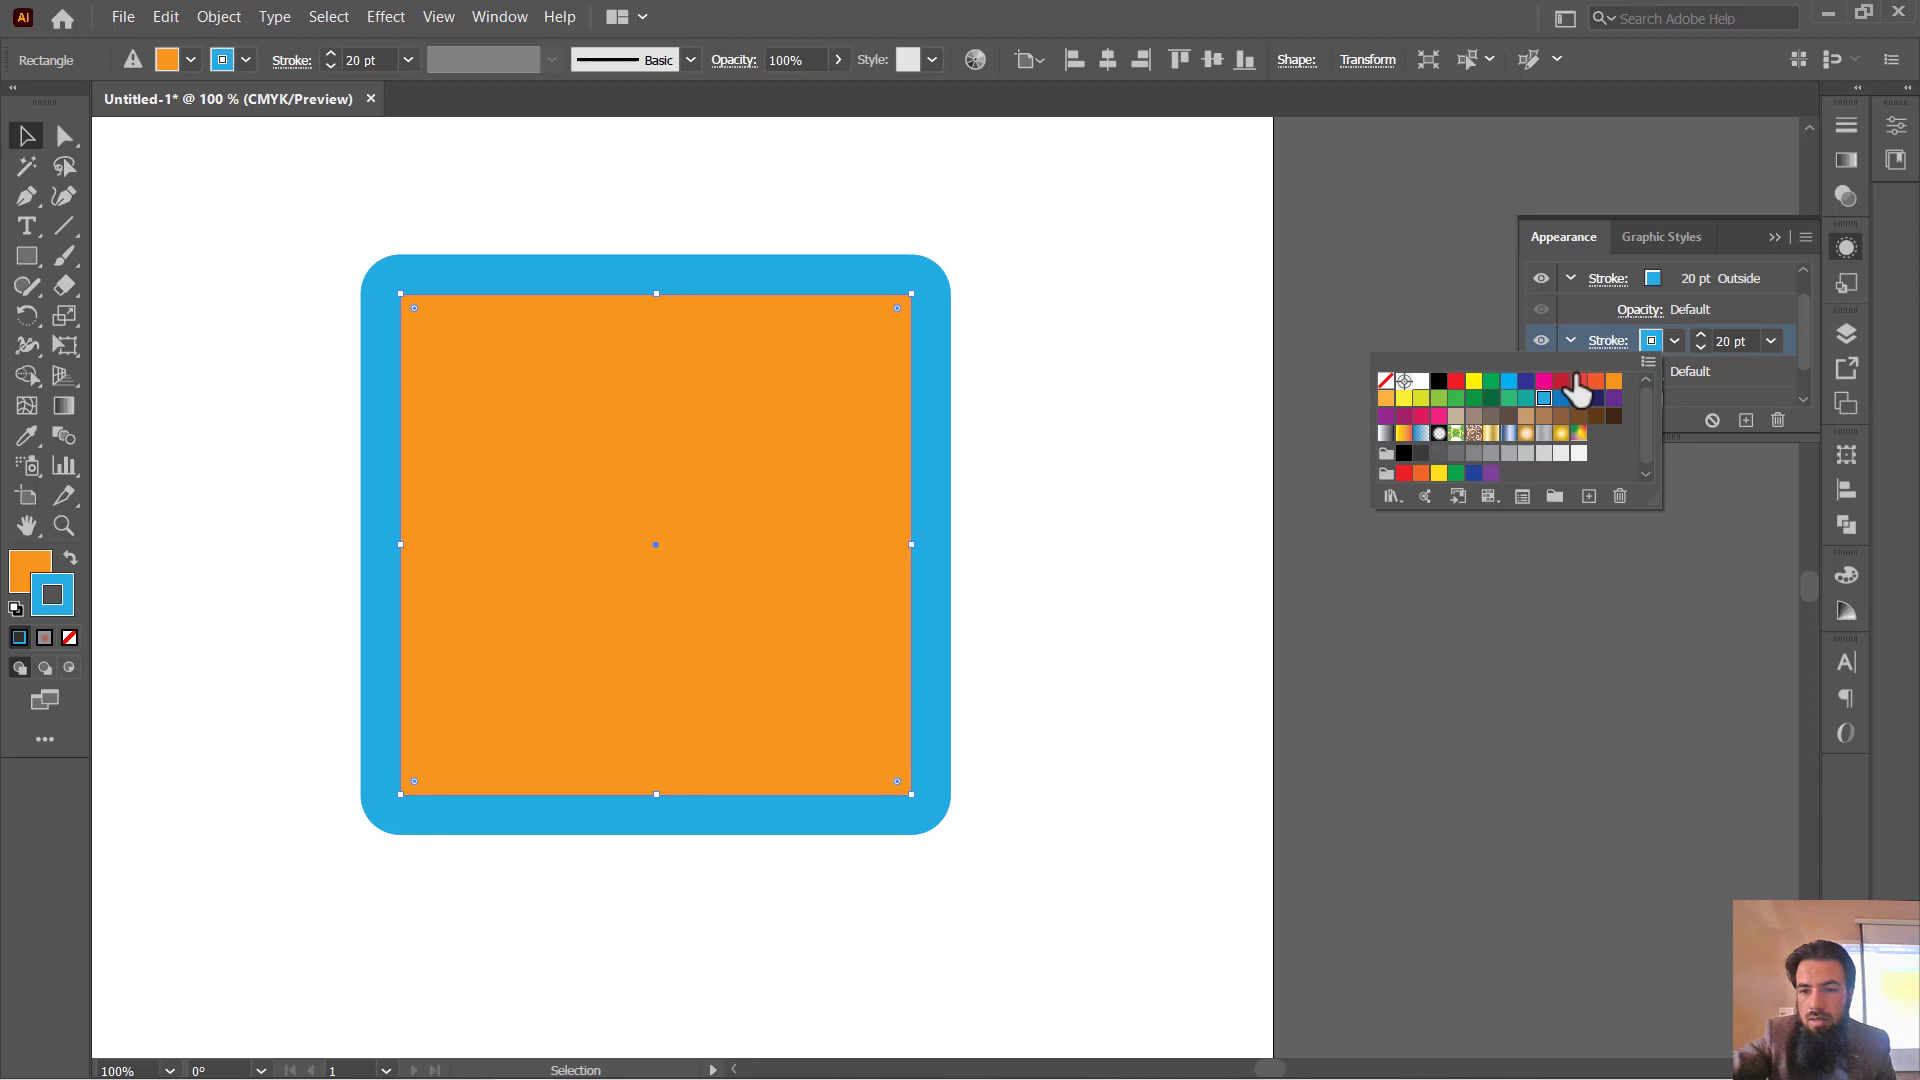 Ai File Edit Object Type Select Effect View Window Help Search Adobe Help
Rectangle Stroke: 20 pt Basic Opacity: 100% Style: Shape: Transform
Untitled-1* @ 100 % (CMYK/Preview)
Appearance Graphic Styles
Stroke: 20 pt Outside
Opacity: Default
Stroke: 20 pt
Default
100% 0° 1 Selection